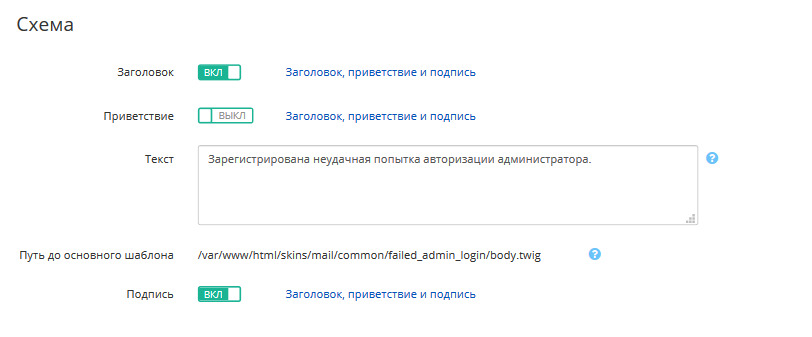 Схема
Заголовок ВКЛ Заголовок, приветствие и подпись
Приветствие ВЫКЛ Заголовок, приветствие и подпись
Текст Зарегистрирована неудачная попытка авторизации администратора. ?
Путь до основного шаблона /var/www/html/skins/mail/common/failed_admin_login/body.twig ?
Подпись ВКЛ Заголовок, приветствие и подпись